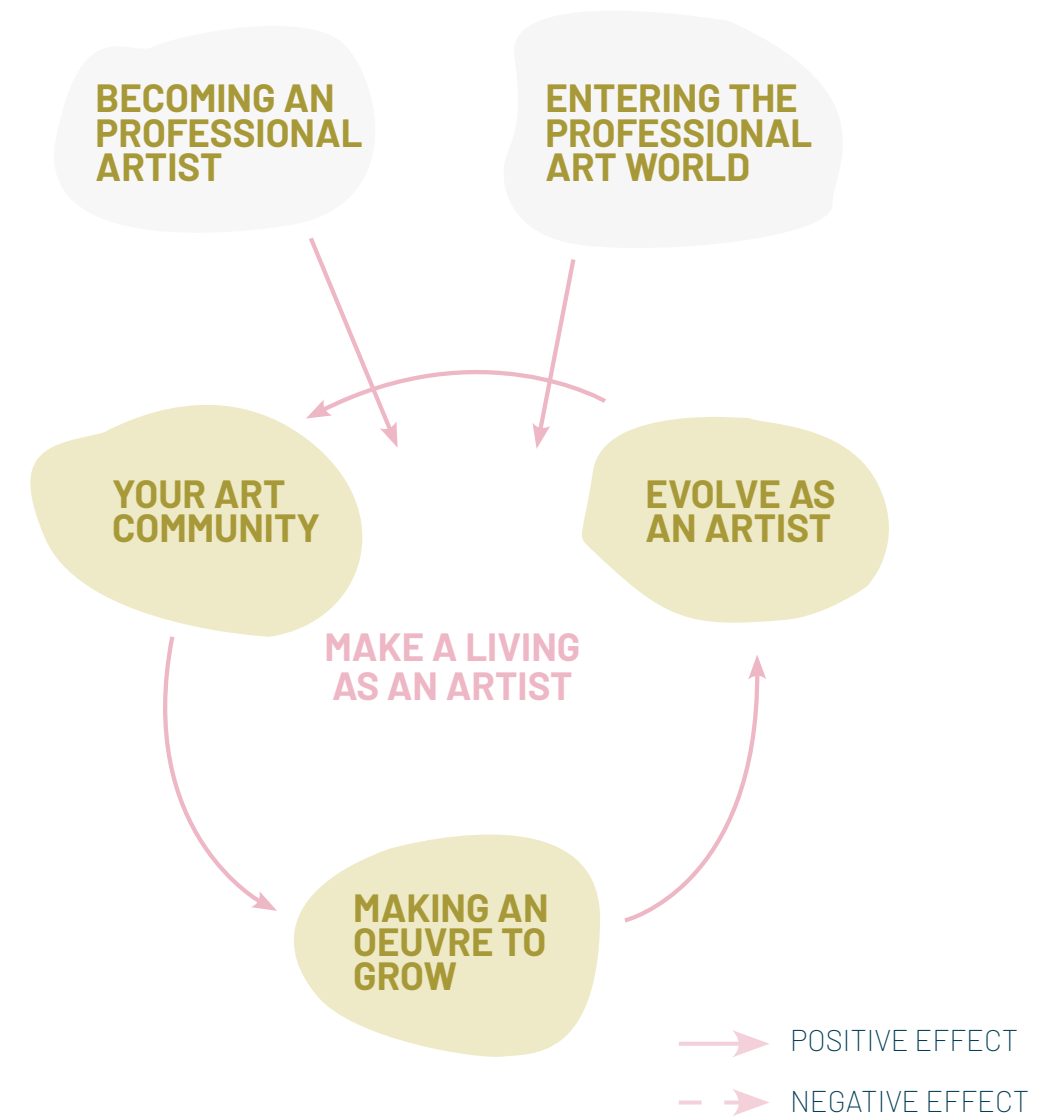 BECOMING AN
PROFESSIONAL
ARTIST
ENTERING THE
PROFESSIONAL
ART WORLD
YOUR ART
COMMUNITY
EVOLVE AS
AN ARTIST
MAKE A LIVING
AS AN ARTIST
MAKING AN
OEUVRE TO
GROW
POSITIVE EFFECT
NEGATIVE EFFECT